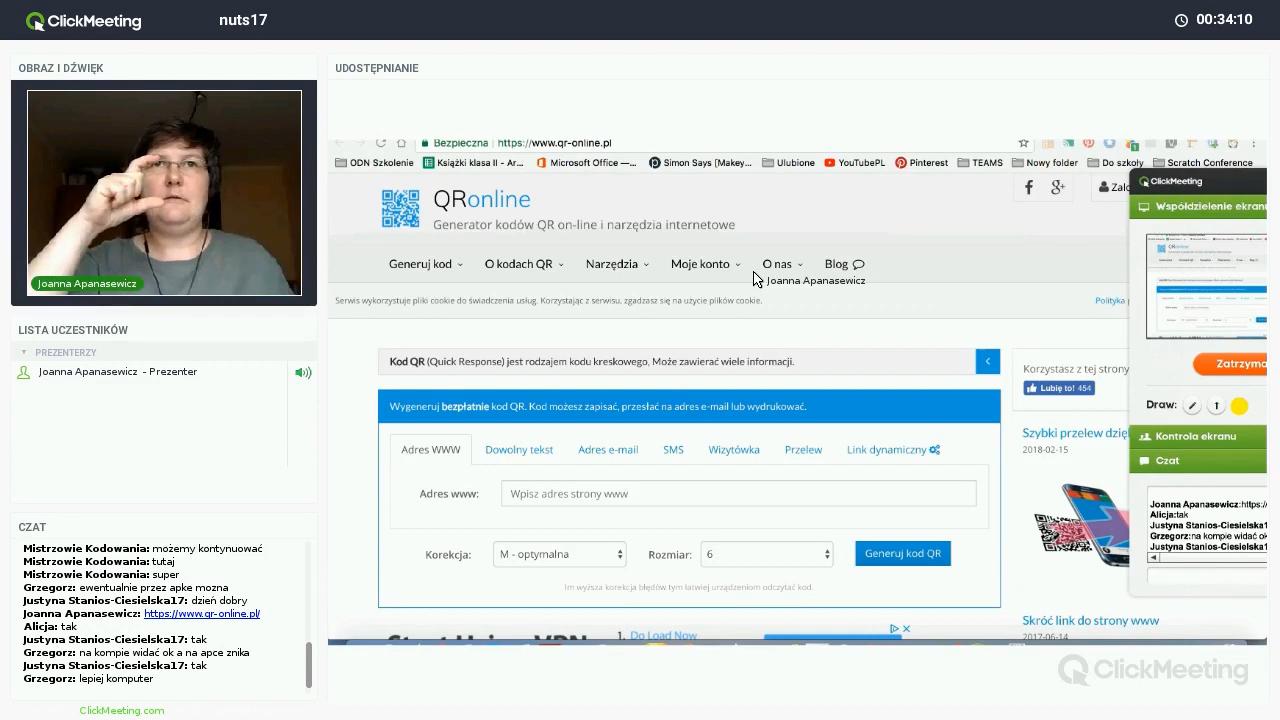 ClickMeeting
nuts17
00:34:10
OBRAZ I DŹWIĘK
Joanna Apanasewicz
LISTA UCZESTNIKÓW
PREZENTERZY
Joanna Apanasewicz - Prezenter
CZAT
Mistrzowie Kodowania: możemy kontynuować
Mistrzowie Kodowania: tutaj
Mistrzowie Kodowania: super
Grzegorz: ewentualnie przez apke mozna
Justyna Stanios-Ciesielska17: dzień dobry
Joanna Apanasewicz: https://www.qr-online.pl/
Alicja: tak
Justyna Stanios-Ciesielska17: tak
Grzegorz: na kompie widać ok a na apce znika
Justyna Stanios-Ciesielska17: tak
Grzegorz: lepiej komputer
ClickMeeting.com
UDOSTĘPNIANIE
Bezpieczna https://www.qr-online.pl
ODN Szkolenie
Książki klasa II - Ar...
Microsoft Office —...
Simon Says [Makey...
Ulubione
YouTubePL
Pinterest
TEAMS
Nowy folder
Do szkoły
Scratch Conference
QRonline
Generator kodów QR on-line i narzędzia internetowe
Generuj kod
QR
Narzędzia
Moje konto
O nas
Blog
Joanna Apanasewicz
Serwis wykorzystuje pliki cookie do świadczenia usług. Korzystając z serwisu, zgadzasz się na użycie plików cookie.
Polityka
Kod QR (Quick Response) jest rodzajem kodu kreskowego, Może zawierać wiele informacji.
Wygeneruj bezpłatnie kod QR. Kod możesz zapisać, przesłać na adres e-mail lub wydrukować.
Adres WWW
Dowolny tekst
Adres e-mail
SMS
Wizytówka
Przelew
Link dynamiczny
Adres www:
Wpisz adres strony www
Korekcja:
M - optymalna
Rozmiar:
6
Generuj kod QR
Im wyższa korekcja błędów tym łatwiej urządzeniom odczytać kod.
1. Do Load Now
Korzystasz z tej strony
Lubię to! 454
Szybki przelew dzię
2018-02-15
Skróć link do strony www
2017-06-14
ClickMeeting
Współdzielenie ekranu
Zatrzyma
Draw:
Kontrola ekranu
Czat
Joanna Apanasewicz:https:/
Alicja:tak
Justyna Stanios-Ciesielska1
Grzegorz:na kompie widać o
Justyna Stanios-Ciesielska1
ClickMeeting